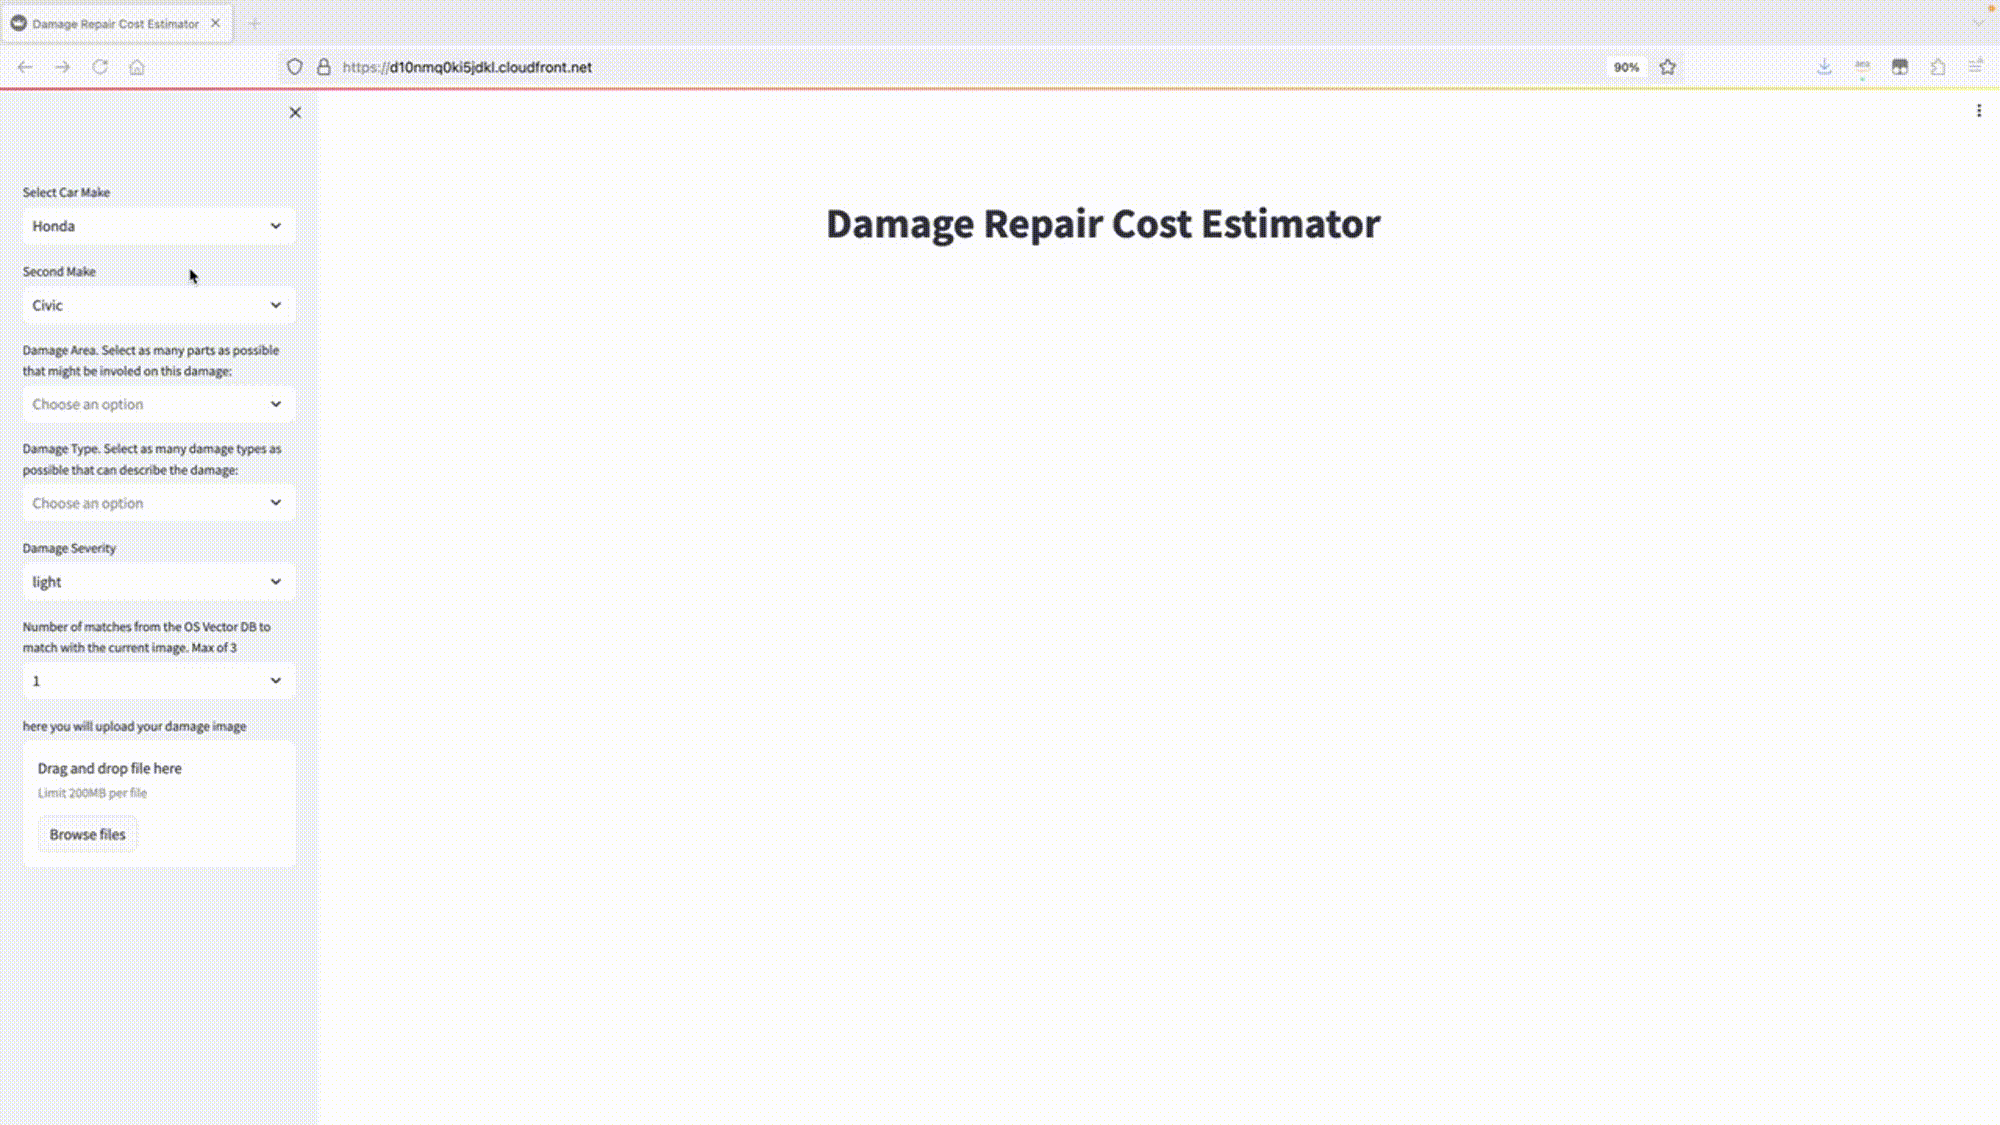 Damage Repair Cost Estimator
https://d10nmq0ki5jdkl.cloudfront.net
90%
Select Car Make
Honda
Second Make
Civic
Damage Area. Select as many parts as possible
that might be involed on this damage:
Choose an option
Damage Type. Select as many damage types as
possible that can describe the damage:
Choose an option
Damage Severity
light
Number of matches from the OS Vector DB to
match with the current image. Max of 3
1
here you will upload your damage image
Drag and drop file here
Limit 200MB per file
Browse files
Damage Repair Cost Estimator